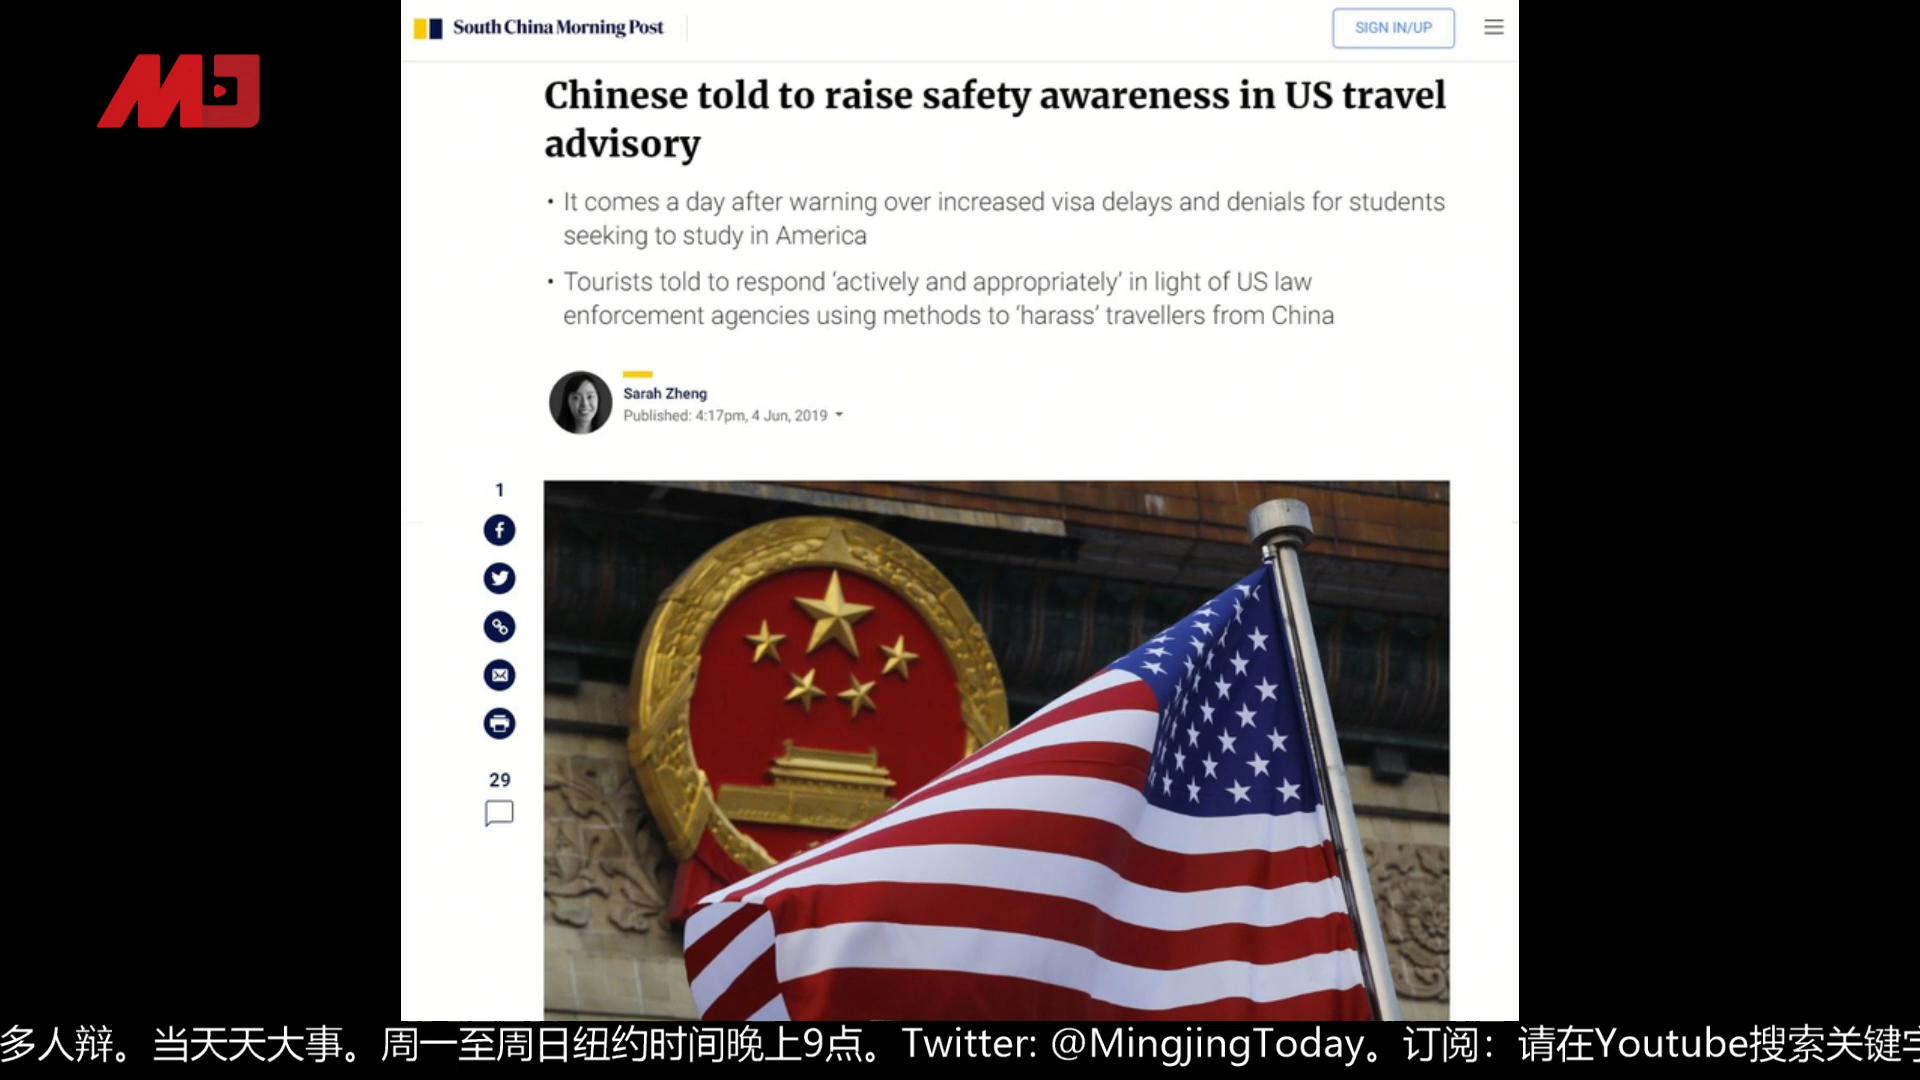 MJ
South China Morning Post
SIGN IN/UP
Chinese told to raise safety awareness in US travel
advisory
• It comes a day after warning over increased visa delays and denials for students
seeking to study in America
• Tourists told to respond ‘actively and appropriately’ in light of US law
enforcement agencies using methods to ‘harass’ travellers from China
Sarah Zheng
Published: 4:17pm, 4 Jun, 2019
1
29
多人辩。当天天大事。周一至周日纽约时间晚上9点。Twitter: @MingjingToday。订阅：请在Youtube搜索关键字